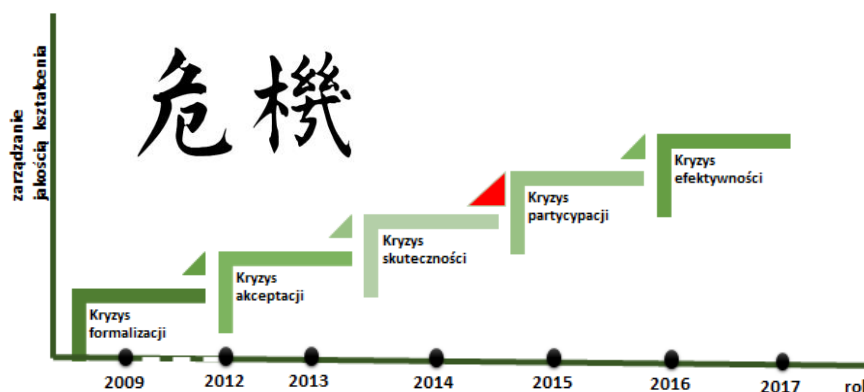 危機
zarządzanie
jakością kształcenia
Kryzys
efektywności
Kryzys
partycypacji
Kryzys
skuteczności
Kryzys
akceptacji
Kryzys
formalizacji
2009 2012 2013 2014 2015 2016 2017 rok